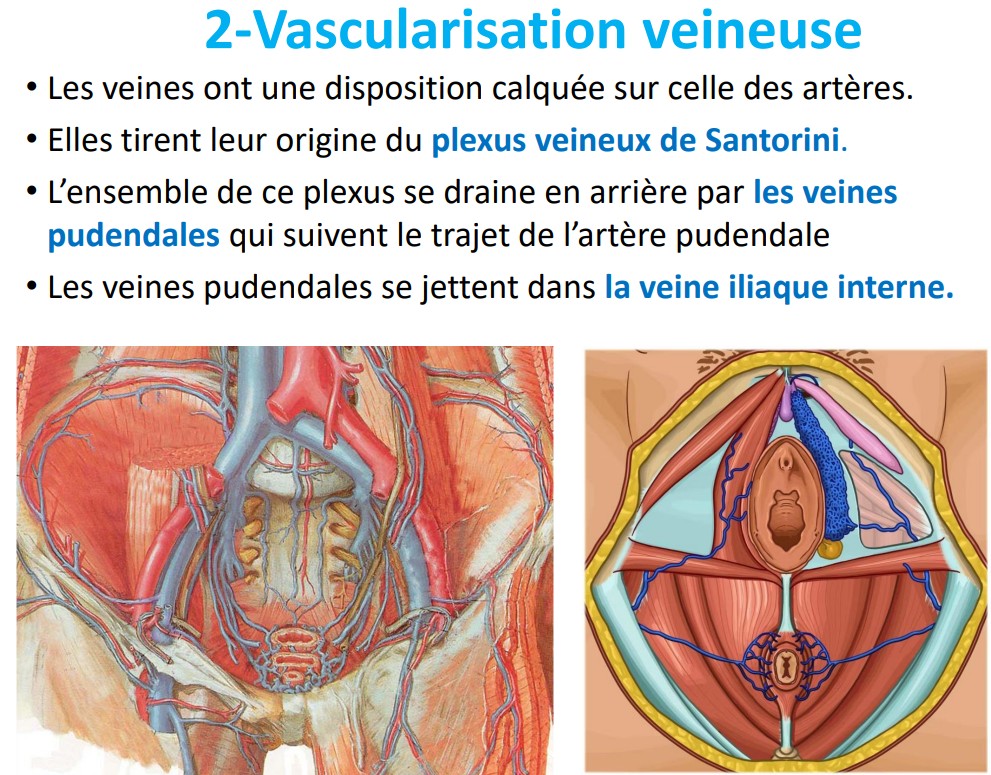 2-Vascularisation veineuse
• Les veines ont une disposition calquée sur celle des artères.
• Elles tirent leur origine du plexus veineux de Santorini.
• L’ensemble de ce plexus se draine en arrière par les veines
pudendales qui suivent le trajet de l’artère pudendale
• Les veines pudendales se jettent dans la veine iliaque interne.